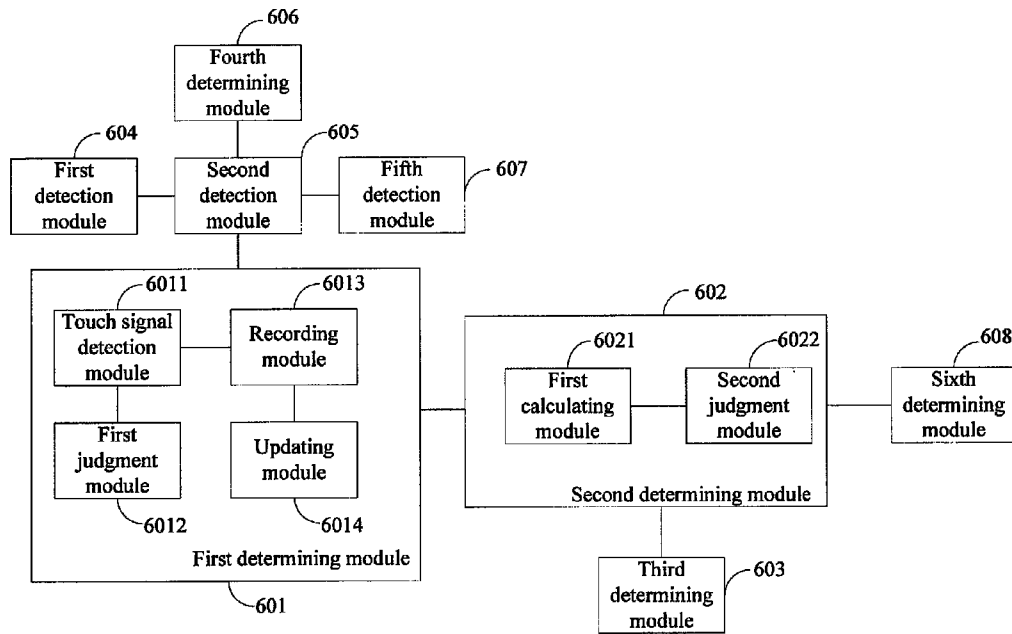 606
Fourth
determining
module
604
605
First
detection
module
Second
detection
module
Fifth
detection module
607
6011
6013
Touch signal
detection
module
Recording
module
First
judgment
module
Updating
module
6012
6014
First determining module
601
602
6021
6022
First
calculating
module
Second
judgment
module
Second determining module
608
Sixth
determining
module
Third
determining
module
603